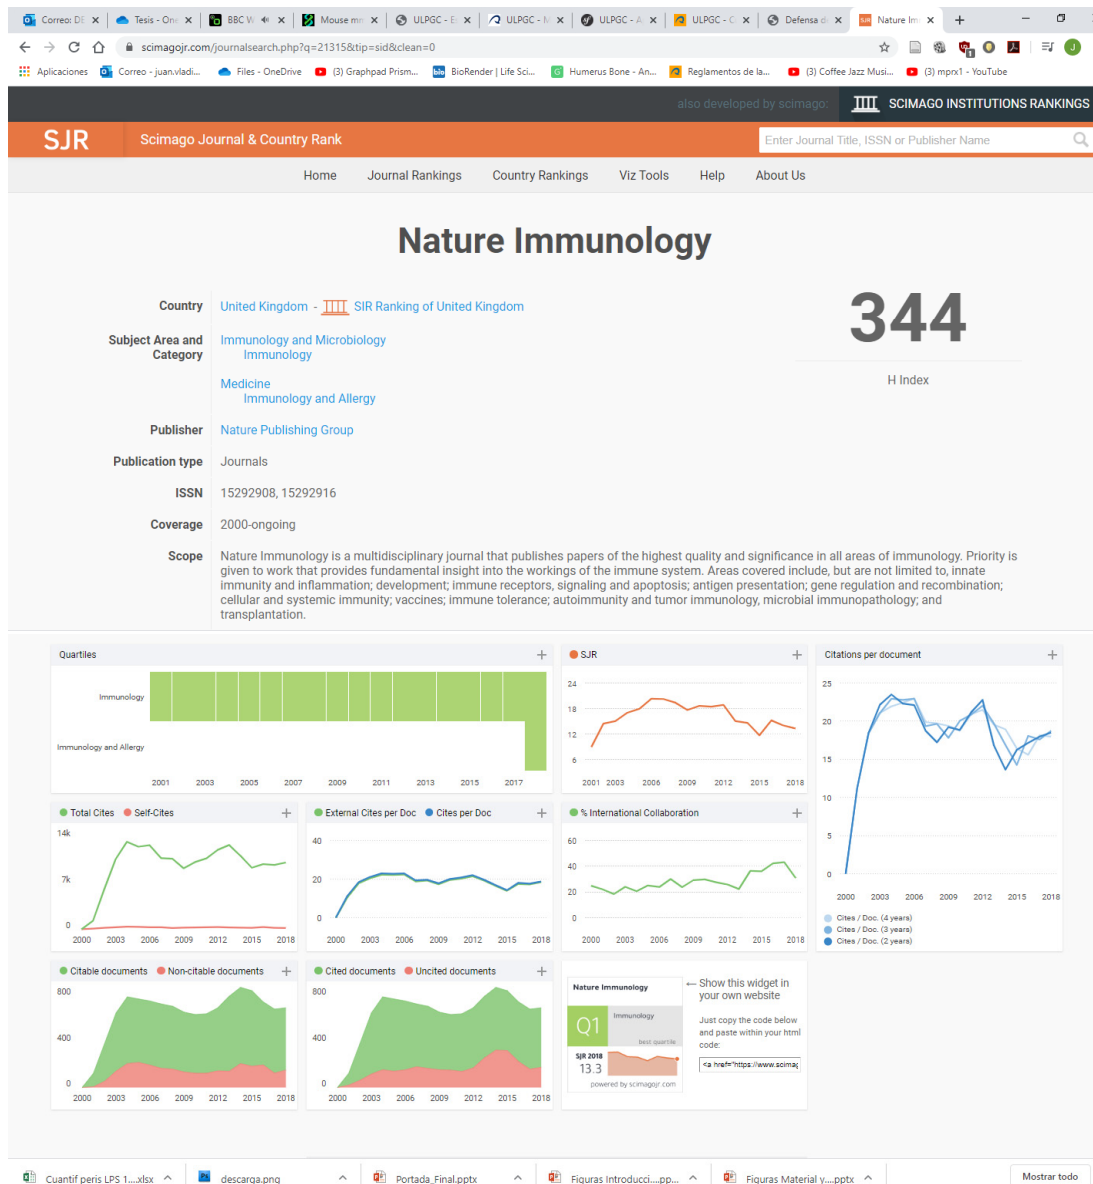 Correo: DE
Tesis - One
BBC W
Mouse mn
ULPGC - E
ULPGC - M
ULPGC - A
ULPGC - C
Defensa d
Nature Im
scimagojr.com/journalsearch.php?q=21315&tip=sid&clean=0
Aplicaciones Correo - juan.vladi... Files - OneDrive (3) Graphpad Prism... BioRender | Life Sci... Humerus Bone - An... Reglamentos de la... (3) Coffee Jazz Musi... (3) mprx1 - YouTube
also developed by scimago: SCIMAGO INSTITUTIONS RANKINGS
SJR Scimago Journal & Country Rank Enter Journal Title, ISSN or Publisher Name
Home Journal Rankings Country Rankings Viz Tools Help About Us
Nature Immunology
Country United Kingdom - SIR Ranking of United Kingdom
344
H Index
Subject Area and Category
Immunology and Microbiology
Immunology
Medicine
Immunology and Allergy
Publisher Nature Publishing Group
Publication type Journals
ISSN 15292908, 15292916
Coverage 2000-ongoing
Scope Nature Immunology is a multidisciplinary journal that publishes papers of the highest quality and significance in all areas of immunology. Priority is
given to work that provides fundamental insight into the workings of the immune system. Areas covered include, but are not limited to, innate
immunity and inflammation; development; immune receptors, signaling and apoptosis; antigen presentation; gene regulation and recombination;
cellular and systemic immunity; vaccines; immune tolerance; autoimmunity and tumor immunology, microbial immunopathology; and
transplantation.
Quartiles +
Immunology
Immunology and Allergy
2001 2003 2005 2007 2009 2011 2013 2015 2017
SJR +
24
18
12
6
2001 2003 2006 2009 2012 2015 2018
Citations per document +
25
20
15
10
5
0
2000 2003 2006 2009 2012 2015 2018
Cites / Doc. (4 years)
Cites / Doc. (3 years)
Cites / Doc. (2 years)
Total Cites Self-Cites +
14k
7k
0
2000 2003 2006 2009 2012 2015 2018
External Cites per Doc Cites per Doc +
40
20
0
2000 2003 2006 2009 2012 2015 2018
% International Collaboration +
60
40
20
0
2000 2003 2006 2009 2012 2015 2018
Citable documents Non-citable documents +
800
400
0
2000 2003 2006 2009 2012 2015 2018
Cited documents Uncited documents +
800
400
0
2000 2003 2006 2009 2012 2015 2018
Nature Immunology
Q1 Immunology
best quartile
SJR 2018
13.3
powered by scimagojr.com
← Show this widget in
your own website
Just copy the code below
and paste within your html
code:
<a href="https://www.scimag
Cuantif peris LPS 1....xlsx descarga.png Portada_Final.pptx Figuras Introducci....pp... Figuras Material y....pptx Mostrar todo